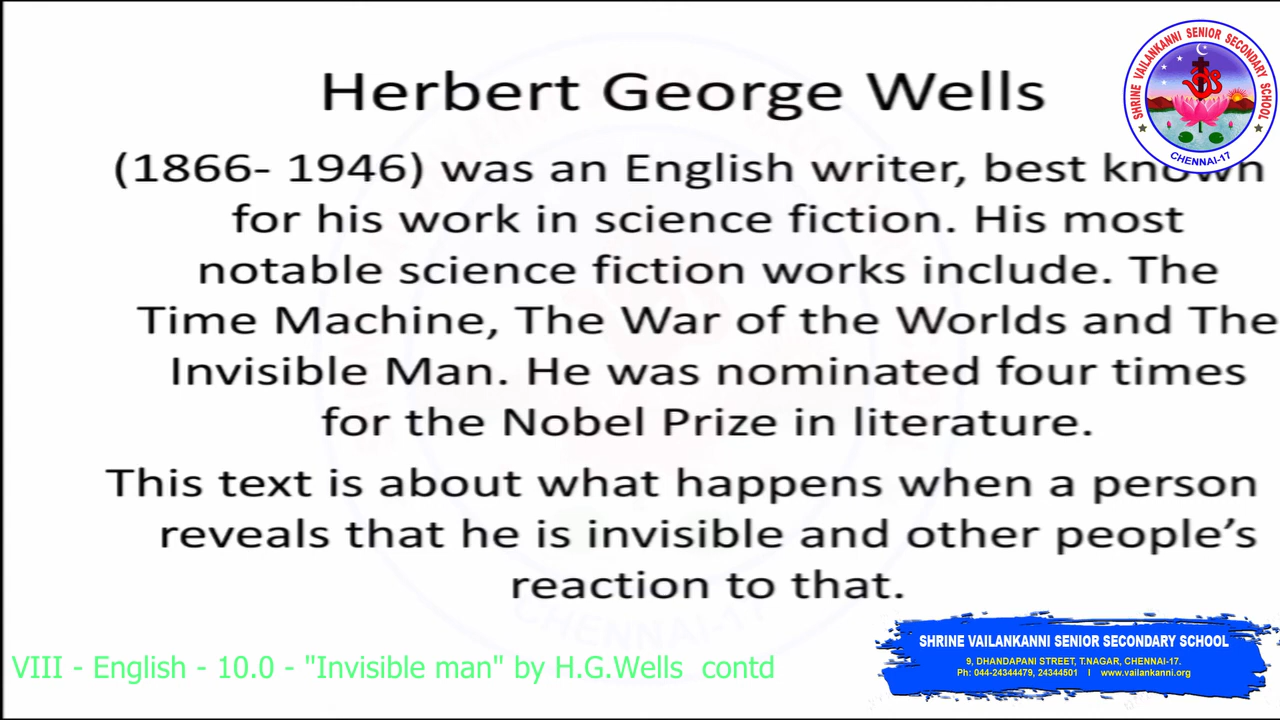 Herbert George Wells
(1866- 1946) was an English writer, best known
for his work in science fiction. His most
notable science fiction works include. The
Time Machine, The War of the Worlds and The
Invisible Man. He was nominated four times
for the Nobel Prize in literature.
This text is about what happens when a person
reveals that he is invisible and other people’s
reaction to that.
SHRINE VAILANKANNI SENIOR SECONDARY SCHOOL
CHENNAI-17
VIII - English - 10.0 - "Invisible man" by H.G.Wells contd
SHRINE VAILANKANNI SENIOR SECONDARY SCHOOL
9, DHANDAPANI STREET, T.NAGAR, CHENNAI-17.
Ph: 044-24344479, 24344501 I www.vailankanni.org